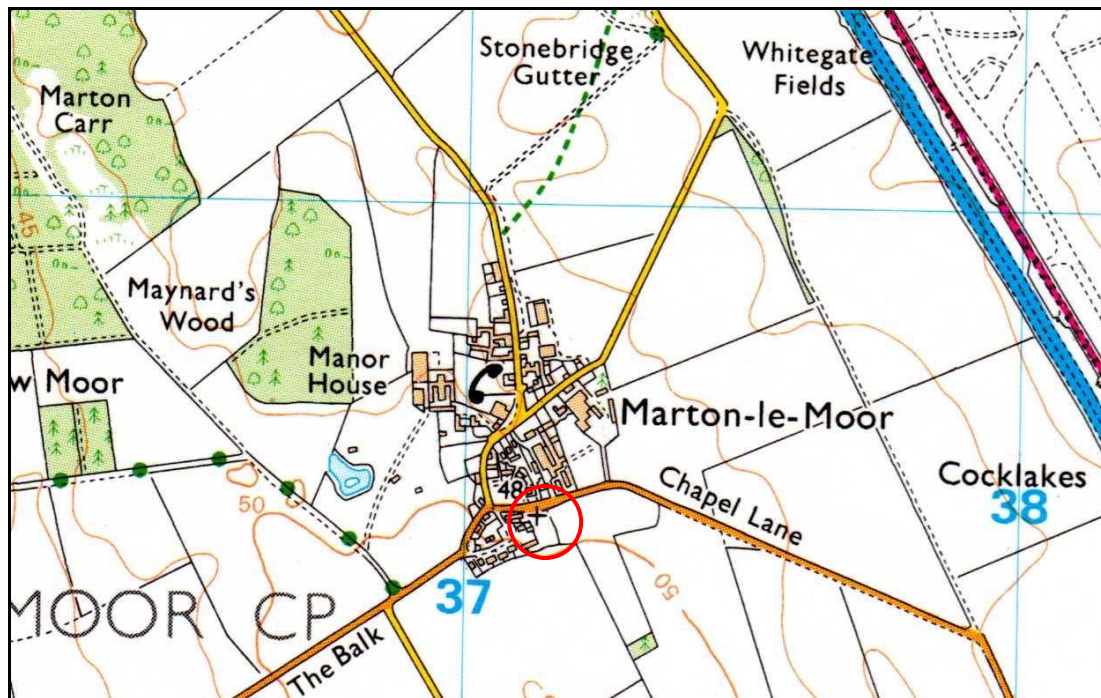 Stonebridge
Gutter
Whitegate
Fields
Marton
Carr
45
Maynard's
Wood
Manor
House
w Moor
Marton-le-Moor
48
Chapel Lane
Cocklakes
38
50
37
50
MOOR CP
The Balk